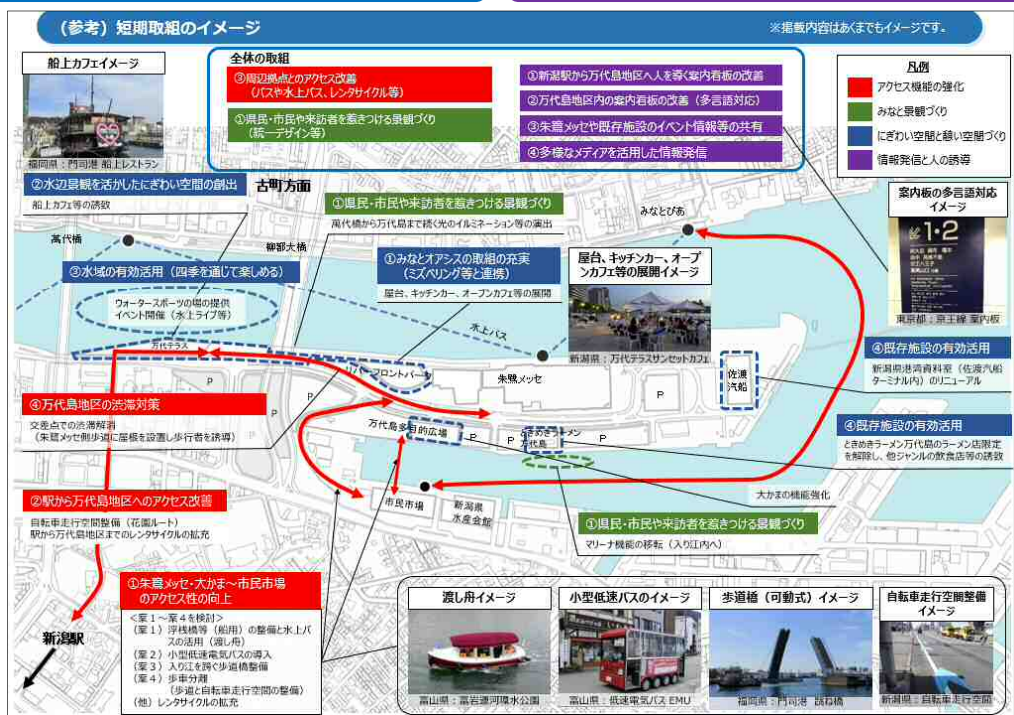 (参考)短期取組のイメージ
※掲載内容はあくまでもイメージです。
船上カフェイメージ
福岡県：門司港 船上レストラン
全体の取組
③周辺拠点とのアクセス改善
(バスや水上バス、レンタサイクル等)
①県民・市民や来訪者を惹きつける景観づくり
(統一デザイン等)
①新潟駅から万代島地区へ人を導く案内看板の改善
②万代島地区内の案内看板の改善（多言語対応）
③朱鷺メッセや既存施設のイベント情報等の共有
④多様なメディアを活用した情報発信
凡例
アクセス機能の強化
みなと景観づくり
にぎわい空間と憩い空間づくり
情報発信と人の誘導
案内板の多言語対応
イメージ
1・2
東京都：京王線 案内板
②水辺景観を活かしたにぎわい空間の創出
船上カフェ等の誘致
古町方面
①県民・市民や来訪者を惹きつける景観づくり
萬代橋から万代島まで続く光のイルミネーション等の演出
みなとぴあ
萬代橋
柳都大橋
③水域の有効活用（四季を通じて楽しめる）
ウォータースポーツの場の提供
イベント開催（水上ライブ等）
①みなとオアシスの取組の充実
(ミズベリング等と連携)
屋台、キッチンカー、オープンカフェ等の展開
屋台、キッチンカー、オープ
ンカフェ等の展開イメージ
新潟県：万代テラスサンセットカフェ
水上バス
万代テラス
リバーフロントパーク
朱鷺メッセ
佐渡
汽船
P
P
P
P
P
P
④既存施設の有効活用
新潟県港湾資料室（佐渡汽船
ターミナル内）のリニューアル
④万代島地区の渋滞対策
交差点での渋滞解消
(朱鷺メッセ側歩道に屋根を設置し歩行者を誘導)
万代島多目的広場
ときめきラーメン
万代島
④既存施設の有効活用
ときめきラーメン万代島のラーメン店限定
を解除し、他ジャンルの飲食店等の誘致
②駅から万代島地区へのアクセス改善
自転車走行空間整備（花園ルート）
駅から万代島地区までのレンタサイクルの拡充
市民市場
新潟県
水産会館
大かまの機能強化
①県民・市民や来訪者を惹きつける景観づくり
マリーナ機能の移転（入り江内へ）
①朱鷺メッセ・大かま～市民市場
のアクセス性の向上
＜案１～案４を検討＞
(案１) 浮桟橋等（船用）の整備と水上バ
スの活用（渡し舟）
(案２) 小型低速電気バスの導入
(案３) 入り江を跨ぐ歩道橋整備
(案４) 歩車分離
(歩道と自転車走行空間の整備)
(他) レンタサイクルの拡充
新潟駅
渡し舟イメージ
富山県：富岩運河環水公園
小型低速バスのイメージ
富山県：低速電気バス EMU
歩道橋（可動式）イメージ
福岡県：門司港 跳ね橋
自転車走行空間整備
イメージ
新潟県：自転車走行空間